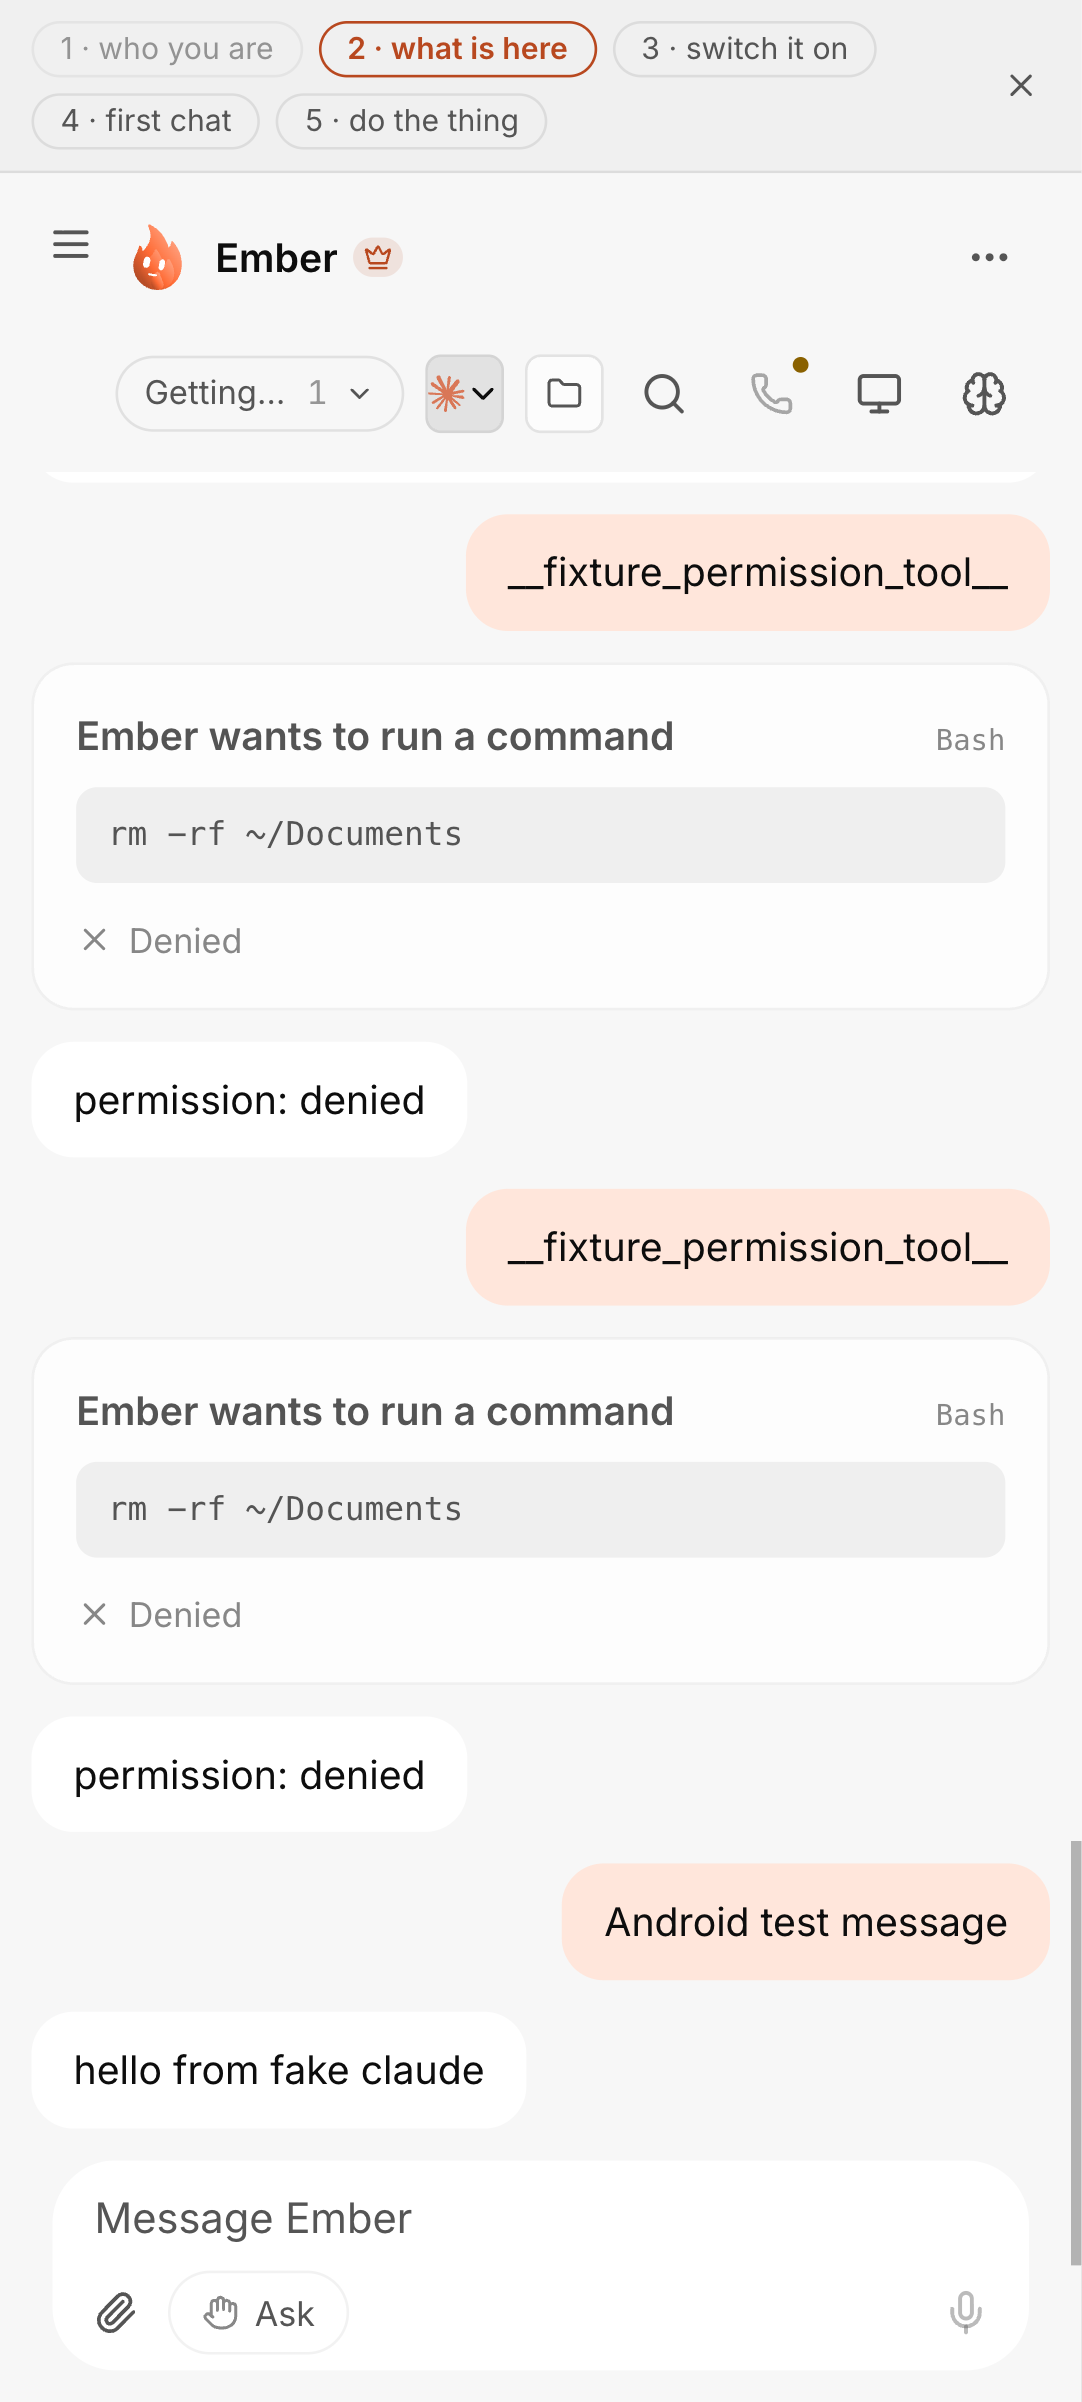 1 · who you are
2 · what is here
3 · switch it on
4 · first chat
5 · do the thing
Ember
Getting... 1
__fixture_permission_tool__
Ember wants to run a command
Bash
rm -rf ~/Documents
Denied
permission: denied
__fixture_permission_tool__
Ember wants to run a command
Bash
rm -rf ~/Documents
Denied
permission: denied
Android test message
hello from fake claude
Message Ember
Ask